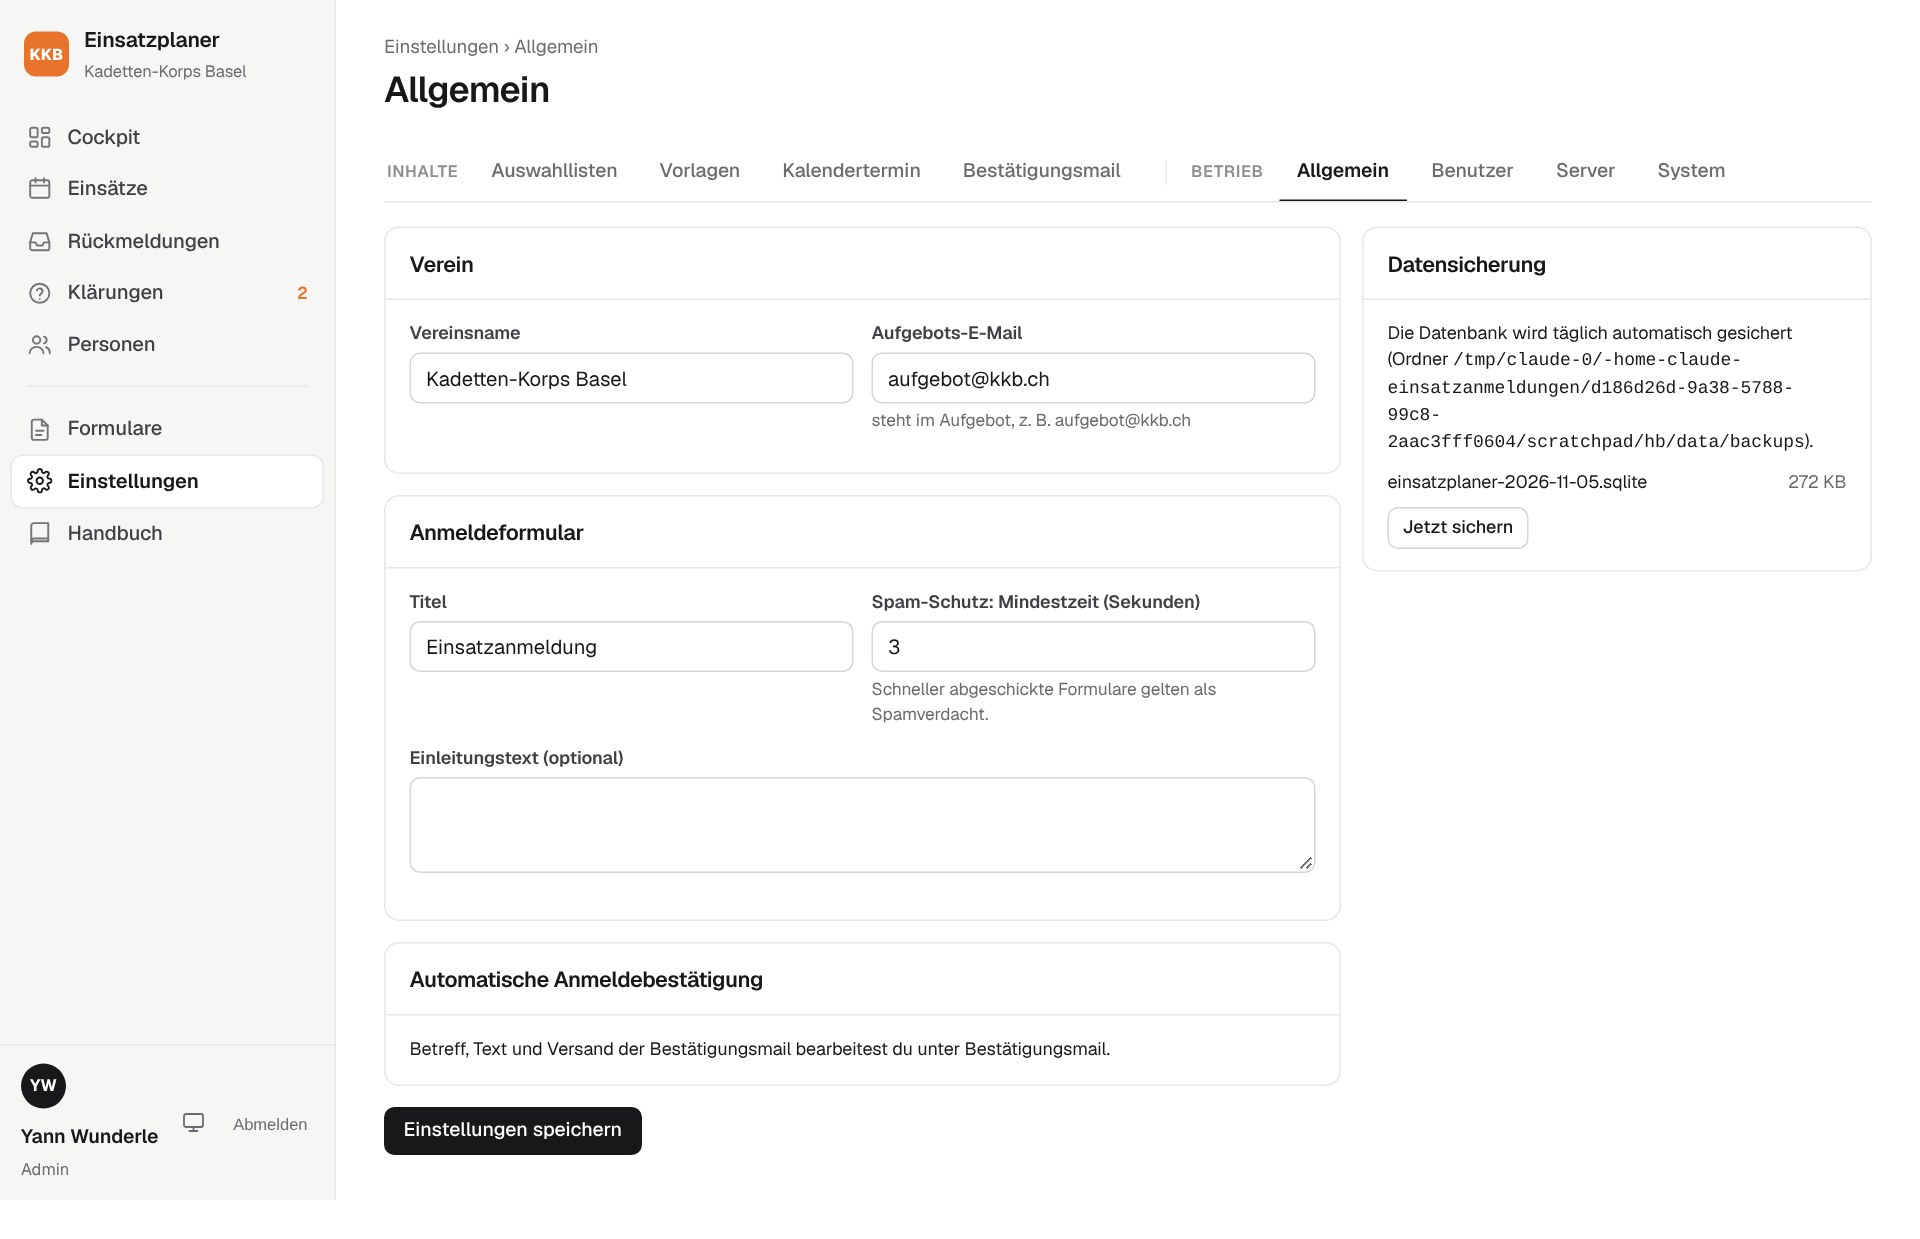 KKB
Einsatzplaner
Kadetten-Korps Basel
Cockpit
Einsätze
Rückmeldungen
Klärungen 2
Personen
Formulare
Einstellungen
Handbuch
YW
Yann Wunderle
Admin
Abmelden
Einstellungen › Allgemein
Allgemein
INHALTE Auswahllisten Vorlagen Kalendertermin Bestätigungsmail BETRIEB Allgemein Benutzer Server System
Verein
Vereinsname
Kadetten-Korps Basel
Aufgebots-E-Mail
aufgebot@kkb.ch
steht im Aufgebot, z. B. aufgebot@kkb.ch
Anmeldeformular
Titel
Einsatzanmeldung
Spam-Schutz: Mindestzeit (Sekunden)
3
Schneller abgeschickte Formulare gelten als
Spamverdacht.
Einleitungstext (optional)
Automatische Anmeldebestätigung
Betreff, Text und Versand der Bestätigungsmail bearbeitest du unter Bestätigungsmail.
Einstellungen speichern
Datensicherung
Die Datenbank wird täglich automatisch gesichert
(Ordner /tmp/claude-0/-home-claude-
einsatzanmeldungen/d186d26d-9a38-5788-
99c8-
2aac3fff0604/scratchpad/hb/data/backups).
einsatzplaner-2026-11-05.sqlite 272 KB
Jetzt sichern